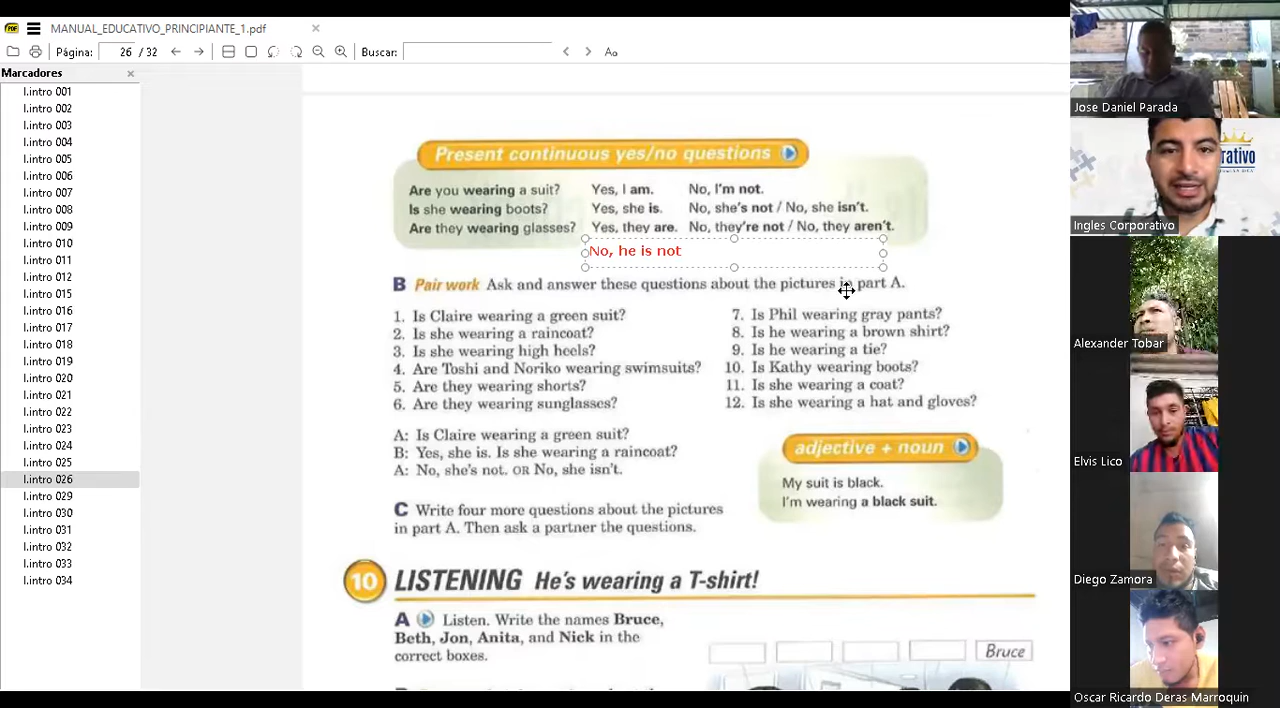 MANUAL_EDUCATIVO_PRINCIPIANTE_1.pdf
Página: 26 / 32
Buscar:
Marcadores
I.intro 001
I.intro 002
I.intro 003
I.intro 004
I.intro 005
I.intro 006
I.intro 007
I.intro 008
I.intro 009
I.intro 010
I.intro 011
I.intro 012
I.intro 015
I.intro 016
I.intro 017
I.intro 018
I.intro 019
I.intro 020
I.intro 021
I.intro 022
I.intro 023
I.intro 024
I.intro 025
I.intro 026
I.intro 029
I.intro 030
I.intro 031
I.intro 032
I.intro 033
I.intro 034
Present continuous yes/no questions
Are you wearing a suit? Yes, I am. No, I'm not.
Is she wearing boots? Yes, she is. No, she's not / No, she isn't.
Are they wearing glasses? Yes, they are. No, they're not / No, they aren't.
No, he is not
B Pair work Ask and answer these questions about the pictures in part A.
1. Is Claire wearing a green suit?
2. Is she wearing a raincoat?
3. Is she wearing high heels?
4. Are Toshi and Noriko wearing swimsuits?
5. Are they wearing shorts?
6. Are they wearing sunglasses?
7. Is Phil wearing gray pants?
8. Is he wearing a brown shirt?
9. Is he wearing a tie?
10. Is Kathy wearing boots?
11. Is she wearing a coat?
12. Is she wearing a hat and gloves?
A: Is Claire wearing a green suit?
B: Yes, she is. Is she wearing a raincoat?
A: No, she's not. OR No, she isn't.
adjective + noun
My suit is black.
I'm wearing a black suit.
C Write four more questions about the pictures
in part A. Then ask a partner the questions.
10 LISTENING He's wearing a T-shirt!
A Listen. Write the names Bruce,
Beth, Jon, Anita, and Nick in the
correct boxes.
Bruce
Jose Daniel Parada
Ingles Corporativo
Alexander Tobar
Elvis Lico
Diego Zamora
Oscar Ricardo Deras Marroquin